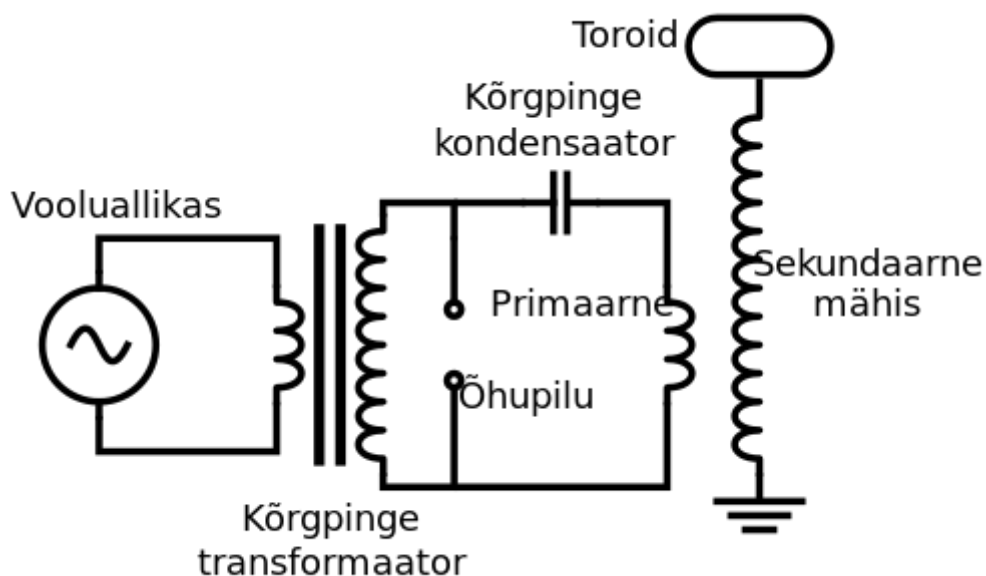 Toroid
Kõrgpinge
kondensaator
Vooluallikas
Sekundaarne
mähis
Primaarne
Õhupilu
Kõrgpinge
transformaator